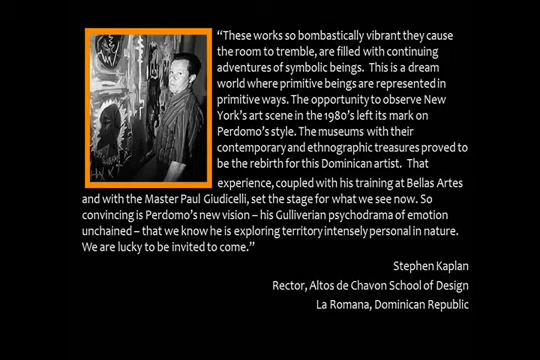 “These works so bombastically vibrant they cause
the room to tremble, are filled with continuing
adventures of symbolic beings.  This is a dream
world where primitive beings are represented in
primitive ways. The opportunity to observe New
York’s art scene in the 1980’s left its mark on
Perdomo’s style. The museums with their
contemporary and ethnographic treasures proved to
be the rebirth for this Dominican artist.  That
experience, coupled with his training at Bellas Artes
and with the Master Paul Giudicelli, set the stage for what we see now. So
convincing is Perdomo’s new vision – his Gulliverian psychodrama of emotion
unchained – that we know he is exploring territory intensely personal in nature.
We are lucky to be invited to come.”
Stephen Kaplan
Rector, Altos de Chavon School of Design
La Romana, Dominican Republic